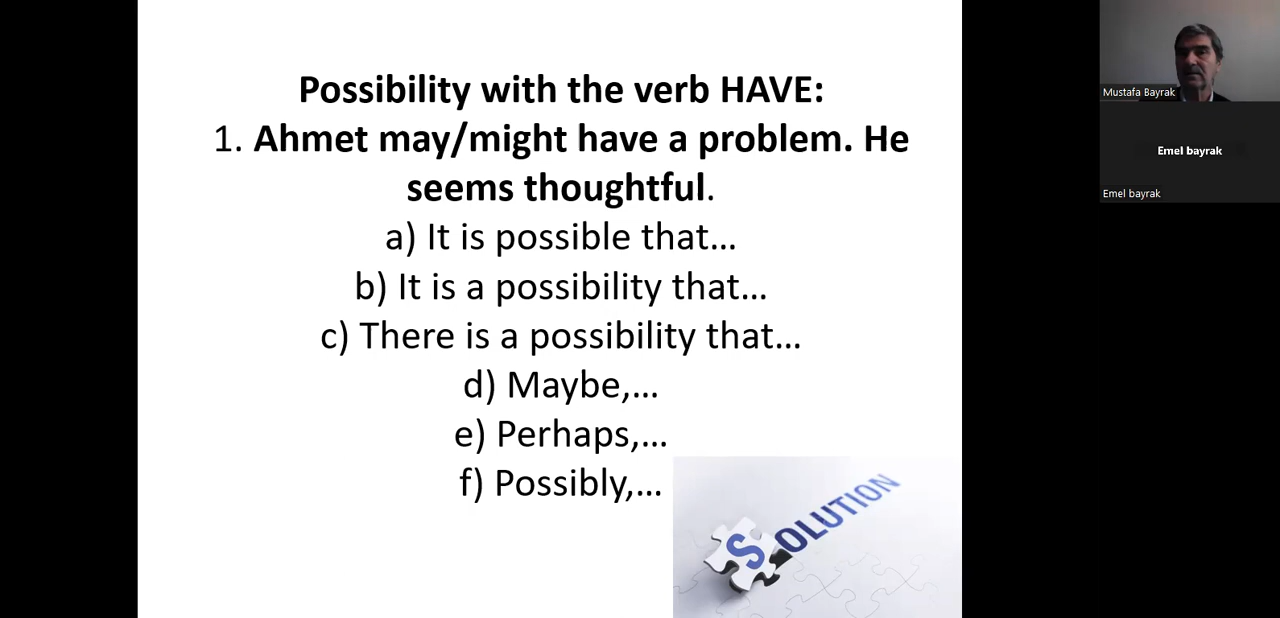 Possibility with the verb HAVE:
1. Ahmet may/might have a problem. He
seems thoughtful.
a) It is possible that…
b) It is a possibility that…
c) There is a possibility that…
d) Maybe,…
e) Perhaps,…
f) Possibly,…
SOLUTION
Mustafa Bayrak
Emel bayrak
Emel bayrak